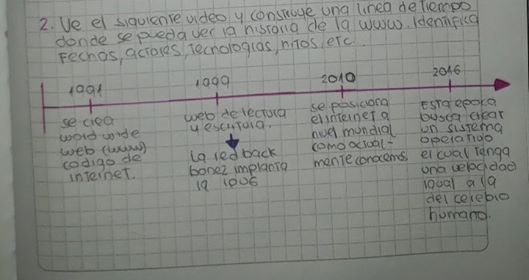 2. Ve el siguiente video y construye una linea de tiempo
donde se pueda ver la historia de la www. Identifica
Fechas, actores, Tecnologias, hitos, etc.
1991
1999
2010
2016
se crea
world wide
web (www)
codigo de
internet.
web de lectura
y escritura.
la red back
bonez implanta
la ipv6
se posiciona
el internet a
nivel mundial
como actual-
mente conocems
Esta epoca
busca crear
un sistema
operativo
el cual tenga
una velocidad
igual a la
del cerebro
humano.